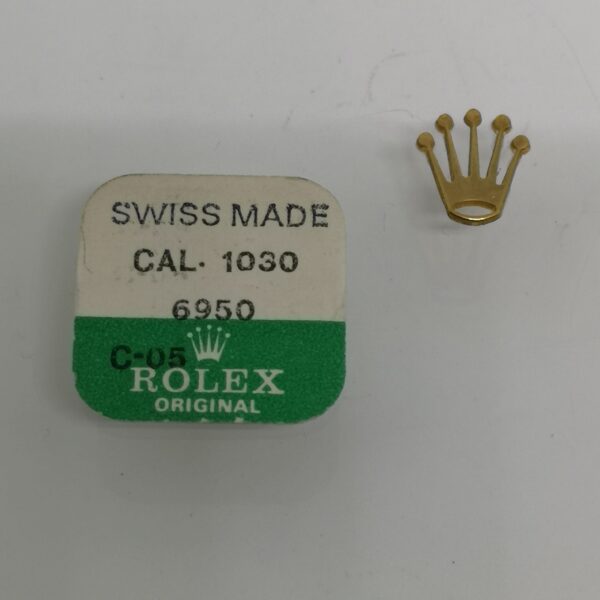 SWISS MADE
CAL. 1030
6950
C-05
ROLEX
ORIGINAL